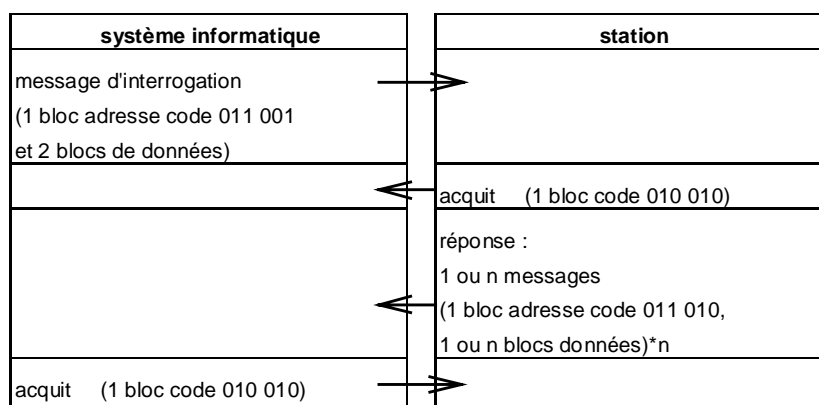 système informatique
station
message d'interrogation
(1 bloc adresse code 011 001
et 2 blocs de données)
acquit (1 bloc code 010 010)
réponse :
1 ou n messages
(1 bloc adresse code 011 010,
1 ou n blocs données)*n
acquit (1 bloc code 010 010)